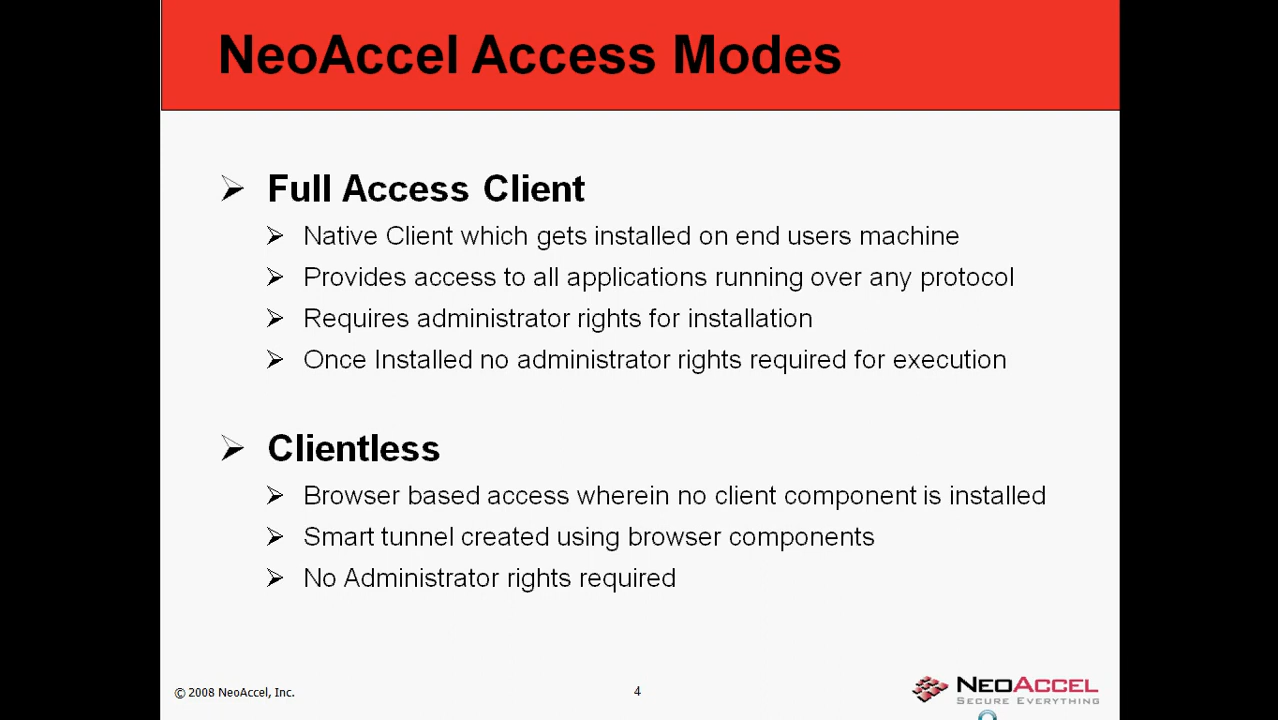 NeoAccel Access Modes
Full Access Client
Native Client which gets installed on end users machine
Provides access to all applications running over any protocol
Requires administrator rights for installation
Once Installed no administrator rights required for execution
Clientless
Browser based access wherein no client component is installed
Smart tunnel created using browser components
No Administrator rights required
© 2008 NeoAccel, Inc.
4
NEOACCEL
SECURE EVERYTHING